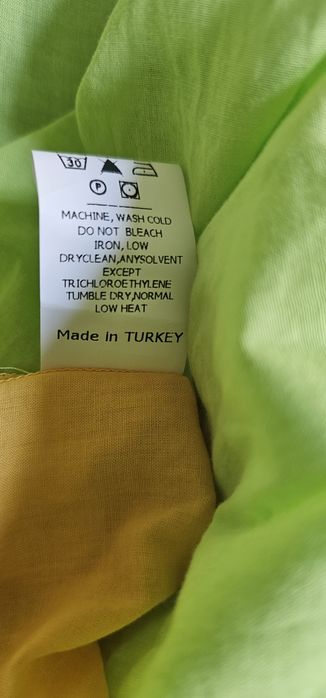 30
P
MACHINE, WASH COLD
DO NOT BLEACH
IRON, LOW
DRYCLEAN,ANYSOLVENT
EXCEPT
TRICHLOROETHYLENE
TUMBLE DRY,NORMAL
LOW HEAT
Made in TURKEY